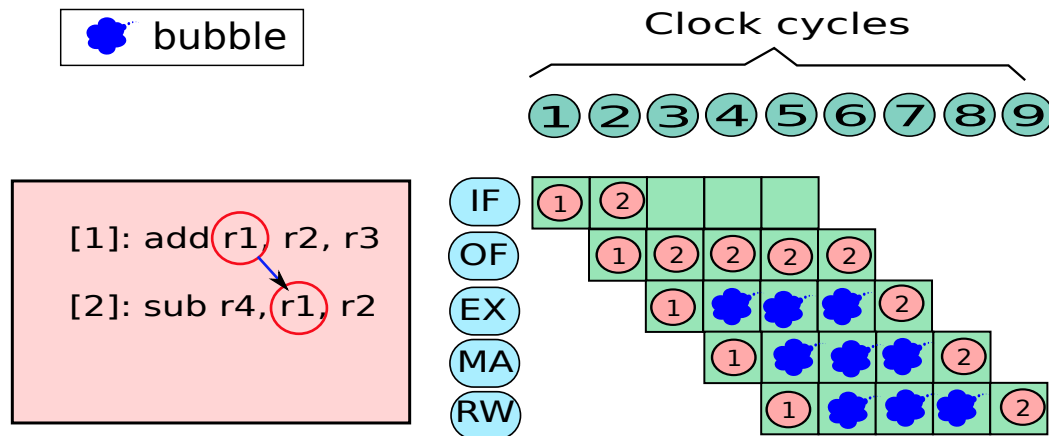 bubble
Clock cycles
1 2 3 4 5 6 7 8 9
[1]: add r1, r2, r3
[2]: sub r4, r1, r2
IF 1 2
OF 1 2 2 2 2
EX 1 2
MA 1 2
RW 1 2